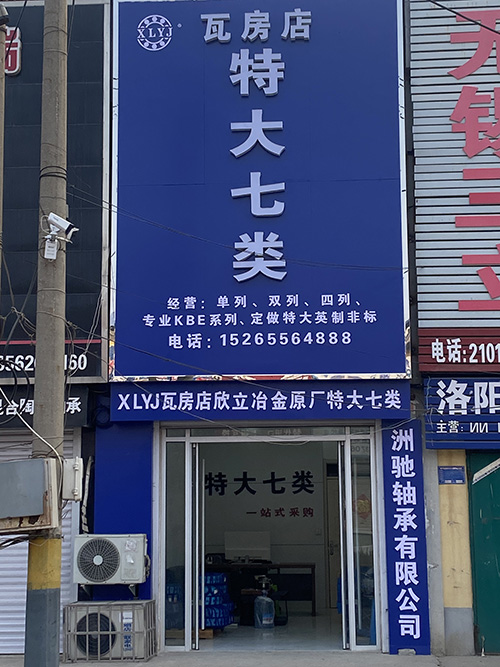 XLYJ
®
瓦房店
特大七类
经营：单列、双列、四列、
专业KBE系列、定做特大英制非标
电话：15265564888
XLYJ瓦房店欣立冶金原厂特大七类
特大七类
一站式采购
洲驰轴承有限公司
电话:2101
洛阳
主营:
承